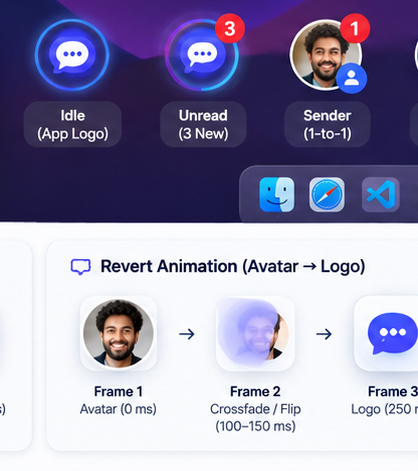 3
1
Idle
(App Logo)
Unread
(3 New)
Sender
(1-to-1)
Revert Animation (Avatar → Logo)
Frame 1
Avatar (0 ms)
Frame 2
Crossfade / Flip
(100–150 ms)
Frame 3
Logo (250 m
s)